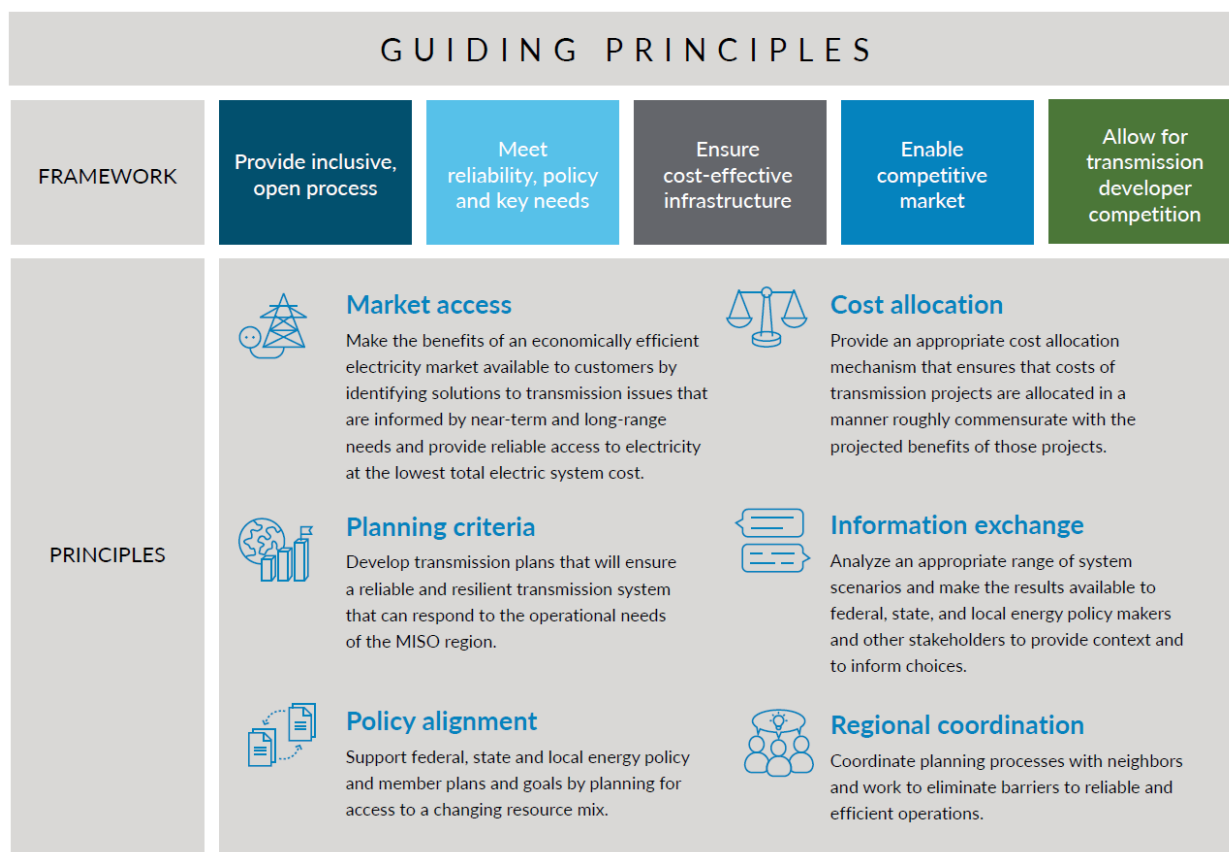 GUIDING PRINCIPLES
FRAMEWORK
Provide inclusive,
open process
Meet
reliability, policy
and key needs
Ensure
cost-effective
infrastructure
Enable
competitive
market
Allow for
transmission
developer
competition
PRINCIPLES
Market access
Make the benefits of an economically efficient
electricity market available to customers by
identifying solutions to transmission issues that
are informed by near-term and long-range
needs and provide reliable access to electricity
at the lowest total electric system cost.
Cost allocation
Provide an appropriate cost allocation
mechanism that ensures that costs of
transmission projects are allocated in a
manner roughly commensurate with the
projected benefits of those projects.
Planning criteria
Develop transmission plans that will ensure
a reliable and resilient transmission system
that can respond to the operational needs
of the MISO region.
Information exchange
Analyze an appropriate range of system
scenarios and make the results available to
federal, state, and local energy policy makers
and other stakeholders to provide context and
to inform choices.
Policy alignment
Support federal, state and local energy policy
and member plans and goals by planning for
access to a changing resource mix.
Regional coordination
Coordinate planning processes with neighbors
and work to eliminate barriers to reliable and
efficient operations.